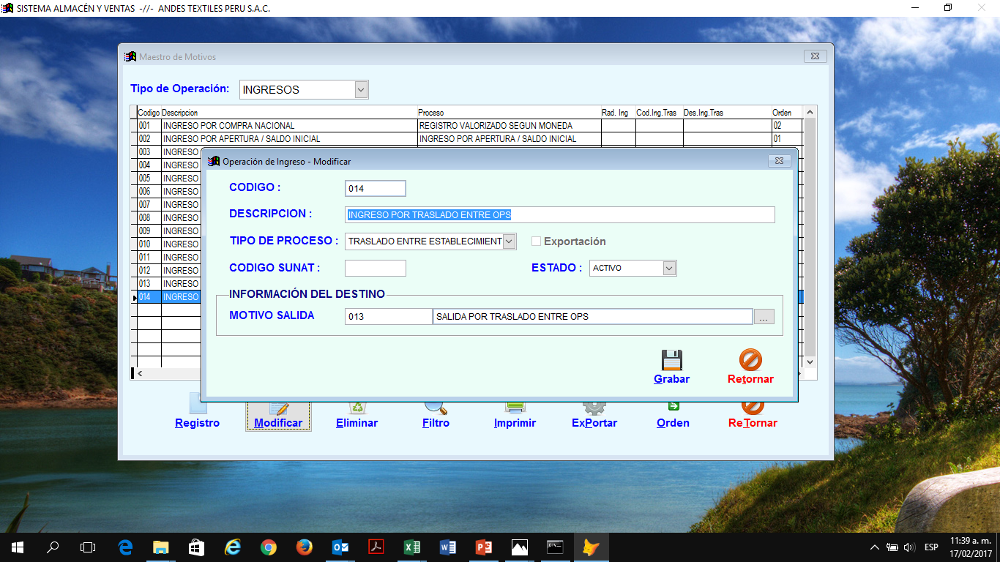 SISTEMA ALMACÉN Y VENTAS -//- ANDES TEXTILES PERU S.A.C.
Maestro de Motivos
Tipo de Operación: INGRESOS
Codigo Descripcion Proceso Rad. Ing Cod.Ing.Tras Des.Ing.Tras Orden
001 INGRESO POR COMPRA NACIONAL REGISTRO VALORIZADO SEGUN MONEDA 02
002 INGRESO POR APERTURA / SALDO INICIAL INGRESO POR APERTURA / SALDO INICIAL 01
003 INGRESO
004 INGRESO
005 INGRESO
006 INGRESO
007 INGRESO
008 INGRESO
009 INGRESO
010 INGRESO
011 INGRESO
012 INGRESO
013 INGRESO
014 INGRESO
Operación de Ingreso - Modificar
CODIGO : 014
DESCRIPCION : INGRESO POR TRASLADO ENTRE OPS
TIPO DE PROCESO : TRASLADO ENTRE ESTABLECIMIENT Exportación
CODIGO SUNAT : ESTADO : ACTIVO
INFORMACIÓN DEL DESTINO
MOTIVO SALIDA 013 SALIDA POR TRASLADO ENTRE OPS ...
Grabar Retornar
Registro Modificar Eliminar Filtro Imprimir ExPortar Orden ReTornar
ESP 11:39 a. m.
17/02/2017